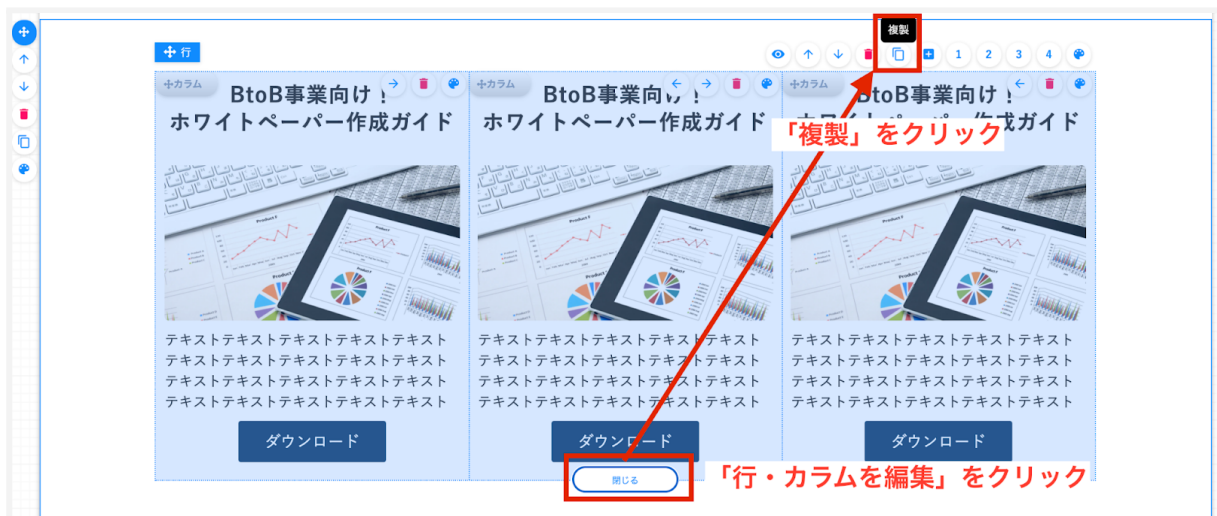 複製
行
1 2 3 4
カラム
BtoB事業向け！
ホワイトペーパー作成ガイド
カラム
BtoB事業向け！
ホワイトペーパー作成ガイド
カラム
BtoB事業向け！
「複製」をクリック
成ガイド
テキストテキストテキストテキストテキスト
テキストテキストテキストテキストテキスト
テキストテキストテキストテキストテキスト
テキストテキストテキストテキストテキスト
ダウンロード
テキストテキストテキストテキストテキスト
テキストテキストテキストテキストテキスト
テキストテキストテキストテキストテキスト
テキストテキストテキストテキストテキスト
ダウンロード
テキストテキストテキストテキストテキスト
テキストテキストテキストテキストテキスト
テキストテキストテキストテキストテキスト
テキストテキストテキストテキストテキスト
ダウンロード
閉じる
「行・カラムを編集」をクリック